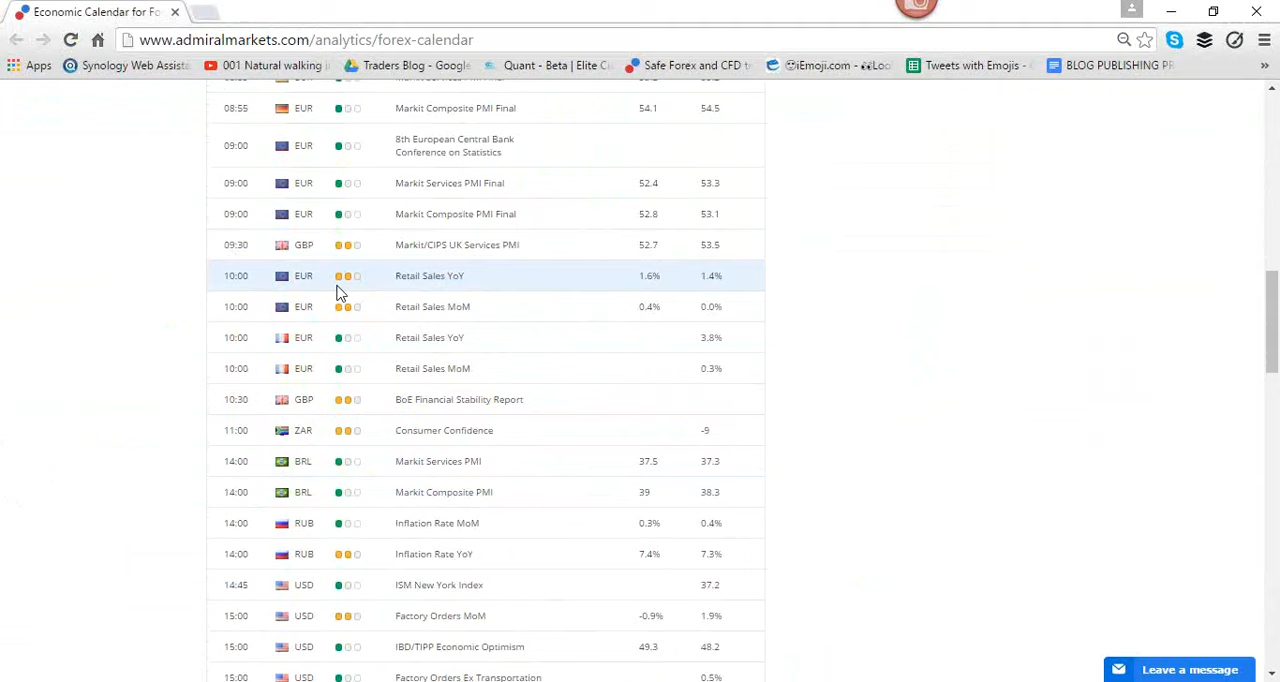 Economic Calendar for Fo
www.admiralmarkets.com/analytics/forex-calendar
Apps Synology Web Assista 001 Natural walking Traders Blog - Google Quant - Beta | Elite Safe Forex and CFD t iEmoji.com - Loo Tweets with Emojis - BLOG PUBLISHING PR »
08:55 EUR Markit Composite PMI Final 54.1 54.5
8th European Central Bank
09:00 EUR
Conference on Statistics
09:00 EUR Markit Services PMI Final 52.4 53.3
09:00 EUR Markit Composite PMI Final 52.8 53.1
09:30 GBP Markit/CIPS UK Services PMI 52.7 53.5
10:00 EUR Retail Sales YoY 1.6% 1.4%
10:00 EUR Retail Sales MoM 0.4% 0.0%
10:00 EUR Retail Sales YoY 3.8%
10:00 EUR Retail Sales MoM 0.3%
10:30 GBP BoE Financial Stability Report
11:00 ZAR Consumer Confidence -9
14:00 BRL Markit Services PMI 37.5 37.3
14:00 BRL Markit Composite PMI 39 38.3
14:00 RUB Inflation Rate MoM 0.3% 0.4%
14:00 RUB Inflation Rate YoY 7.4% 7.3%
14:45 USD ISM New York Index 37.2
15:00 USD Factory Orders MoM -0.9% 1.9%
15:00 USD IBD/TIPP Economic Optimism 49.3 48.2
15:00 USD Factory Orders Ex Transportation 0.5%
Leave a message